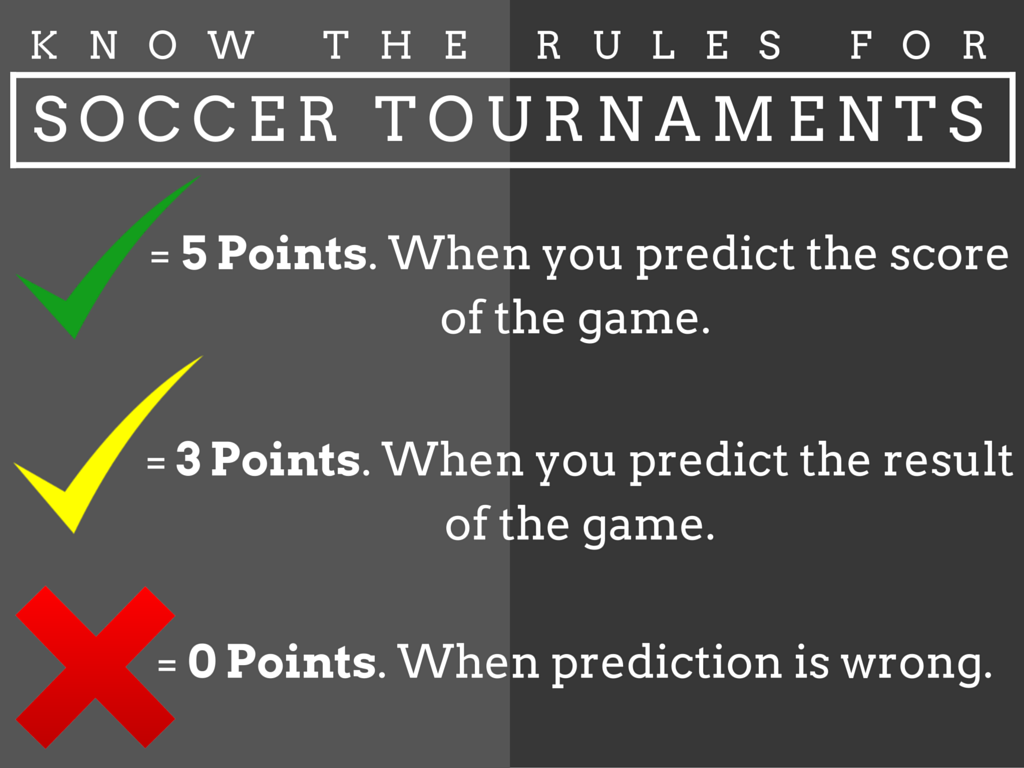 KNOW THE RULES FOR
SOCCER TOURNAMENTS
= 5 Points. When you predict the score
of the game.
= 3 Points. When you predict the result
of the game.
= 0 Points. When prediction is wrong.